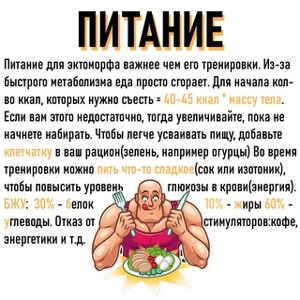 ПИТАНИЕ
Питание для эктоморфа важнее чем его тренировки. Из-за
быстрого метаболизма еда просто сгорает. Для начала кол-
во ккал, которых нужно съесть = 40-45 ккал * массу тела.
Если вам этого недостаточно, тогда увеличивайте, пока не
начнете набирать. Чтобы легче усваивать пищу, добавьте
клетчатку в ваш рацион(зелень, например огурцы) Во время
тренировки можно пить что-то сладкое(сок или изотоник),
чтобы повысить уровень глюкозы в крови(энергия).
БЖУ: 30% - белок 10% - жиры 60% -
углеводы. Отказ от стимуляторов:кофе,
энергетики и т.д.